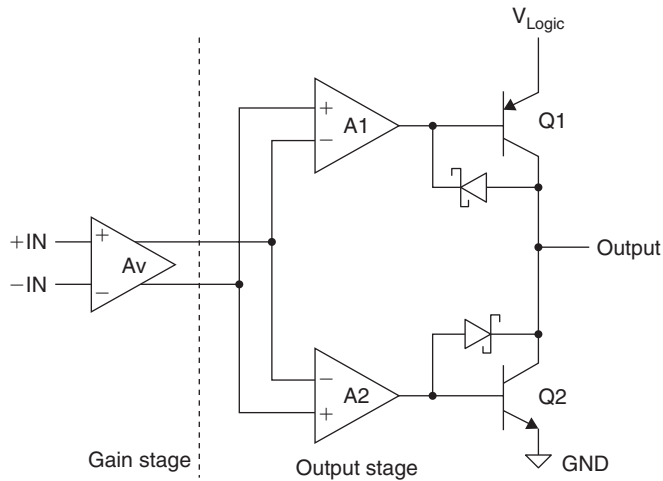 V_Logic
A1
+
−
Q1
+IN
−IN
+
−
Av
Output
A2
−
+
Q2
GND
Gain stage
Output stage